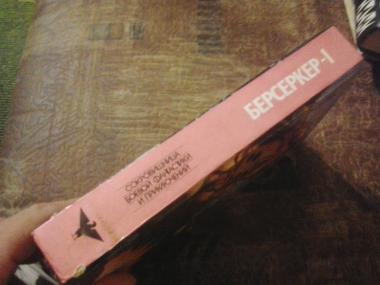 СОКРОВИЩНИЦА
БОЕВОЙ ФАНТАСТИКИ
И ПРИКЛЮЧЕНИЙ
БЕРСЕРКЕР-1